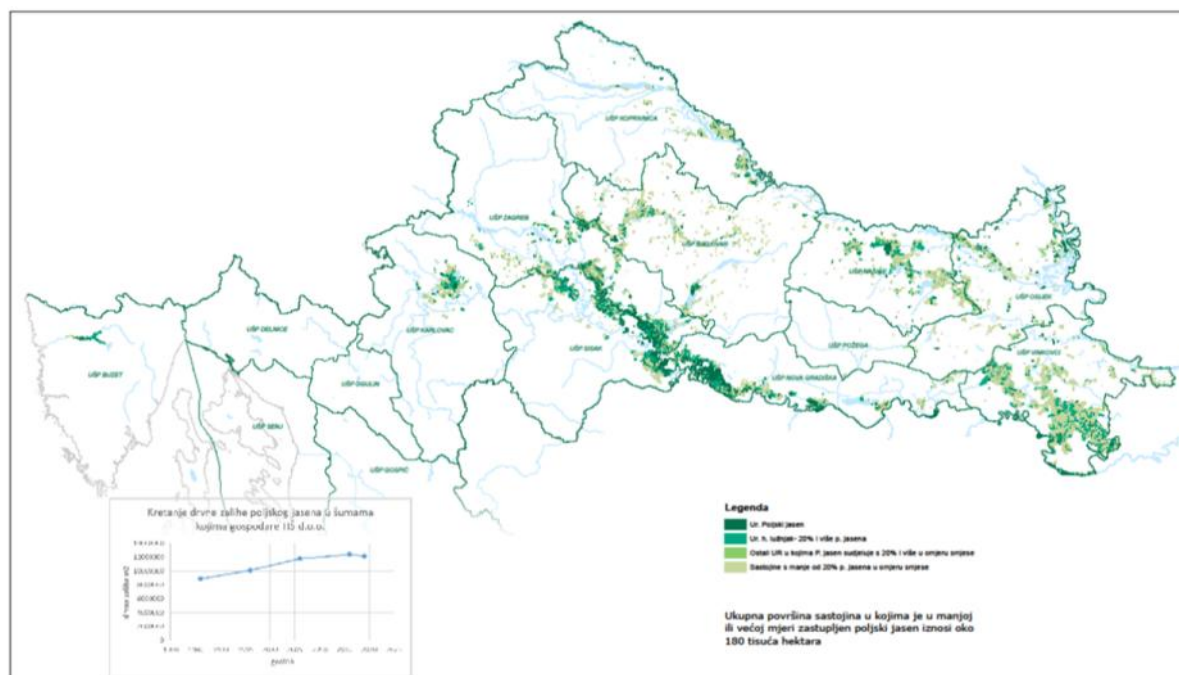 UŠP KOPRIVNICA
UŠP ZAGREB
UŠP BJELOVAR
UŠP NAŠICE
UŠP OSIJEK
UŠP DELNICE
UŠP KARLOVAC
UŠP SISAK
UŠP POŽEGA
UŠP VINKOVCI
UŠP BUZET
UŠP OGULIN
UŠP NOVA GRADIŠKA
UŠP SENJ
UŠP GOSPIĆ
Kretanje drvne zalihe poljskog jasena u šumama
kojima gospodare HŠ d.o.o.
drvna zaliha m3
0
godina
Legenda
Ur. Poljski jasen
Ur. h. lužnjak- 20% i više p. jasena
Ostali UR u kojima P. jasen sudjeluje s 20% i više u omjeru smjese
Sastojine s manje od 20% p. jasena u omjeru smjese
Ukupna površina sastojina u kojima je u manjoj
ili većoj mjeri zastupljen poljski jasen iznosi oko
180 tisuća hektara